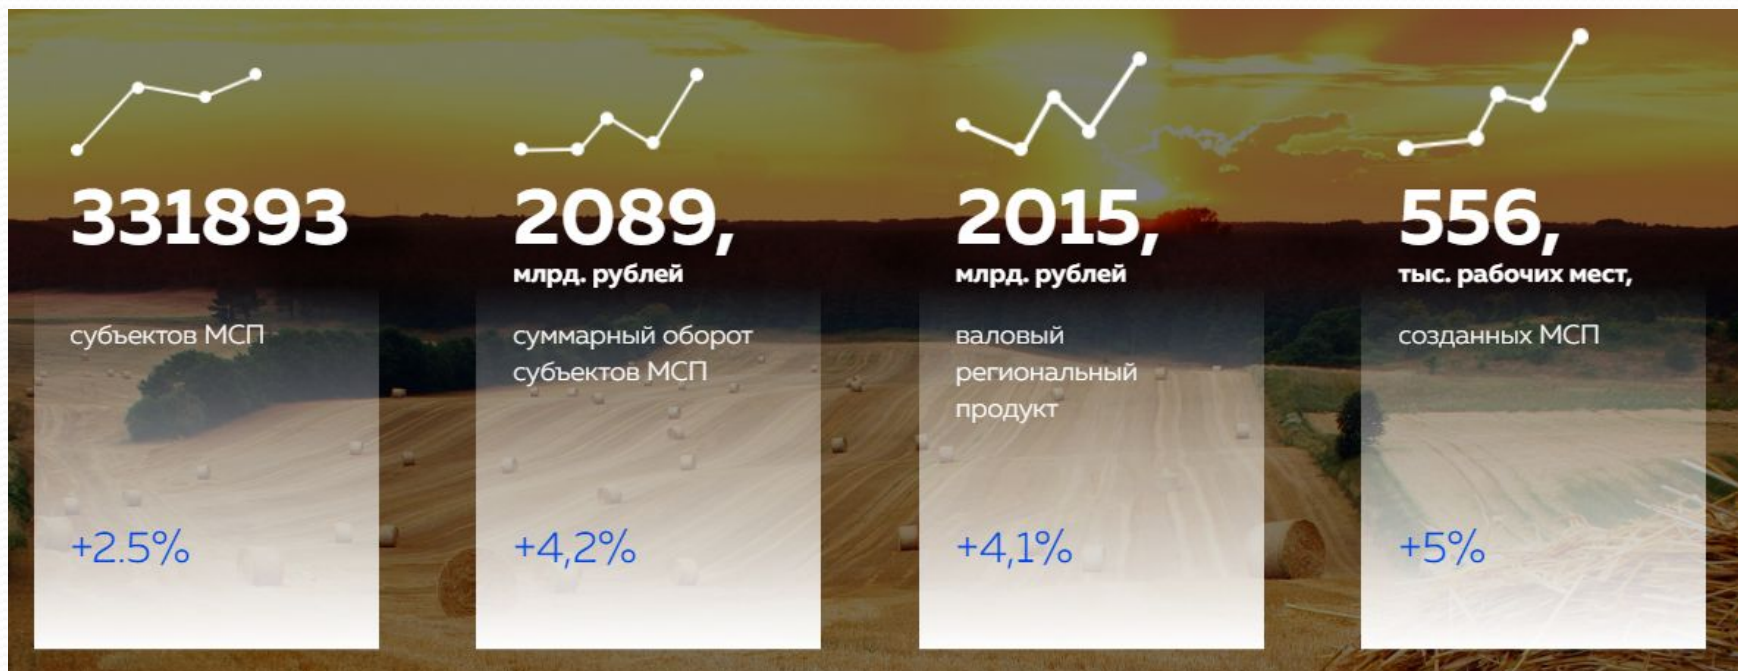 331893
субъектов МСП
+2.5%
2089,
млрд. рублей
суммарный оборот
субъектов МСП
+4,2%
2015,
млрд. рублей
валовый
региональный
продукт
+4,1%
556,
тыс. рабочих мест,
созданных МСП
+5%